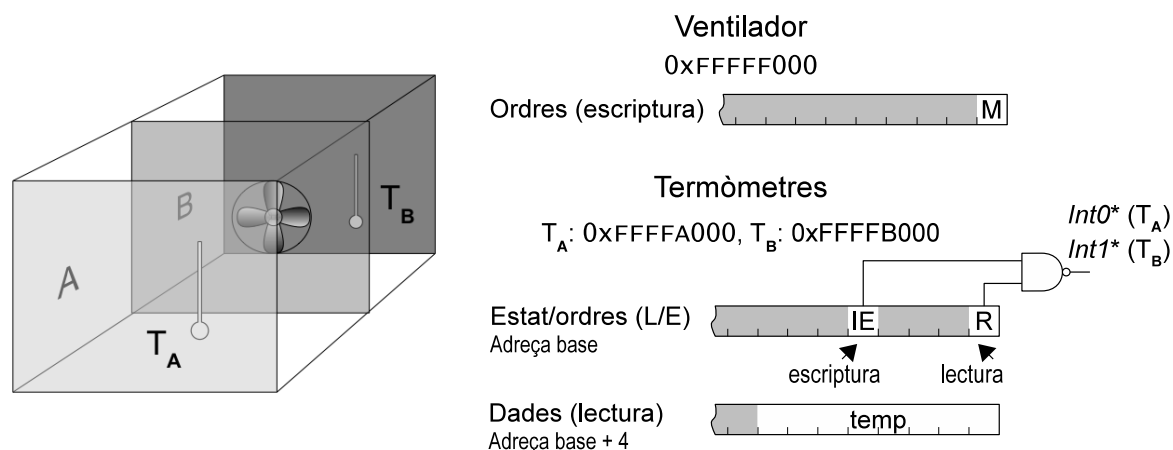 Ventilador
0xFFFFF000
Ordres (escriptura)
M
Termòmetres
T_A: 0xFFFFA000, T_B: 0xFFFFB000
Int0* (T_A)
Int1* (T_B)
Estat/ordres (L/E)
Adreça base
IE
R
escriptura
lectura
Dades (lectura)
Adreça base + 4
temp
A
B
T_A
T_B